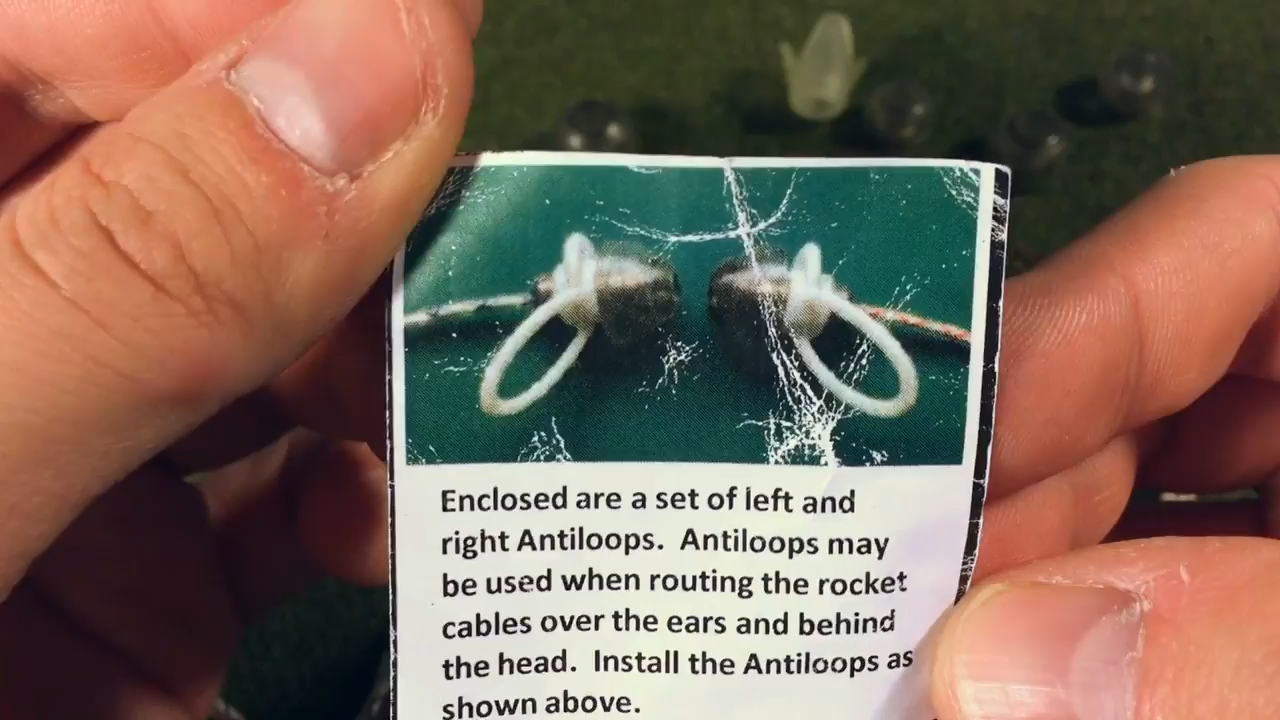 Enclosed are a set of left and
right Antiloops. Antiloops may
be used when routing the rocket
cables over the ears and behind
the head. Install the Antiloops as
shown above.